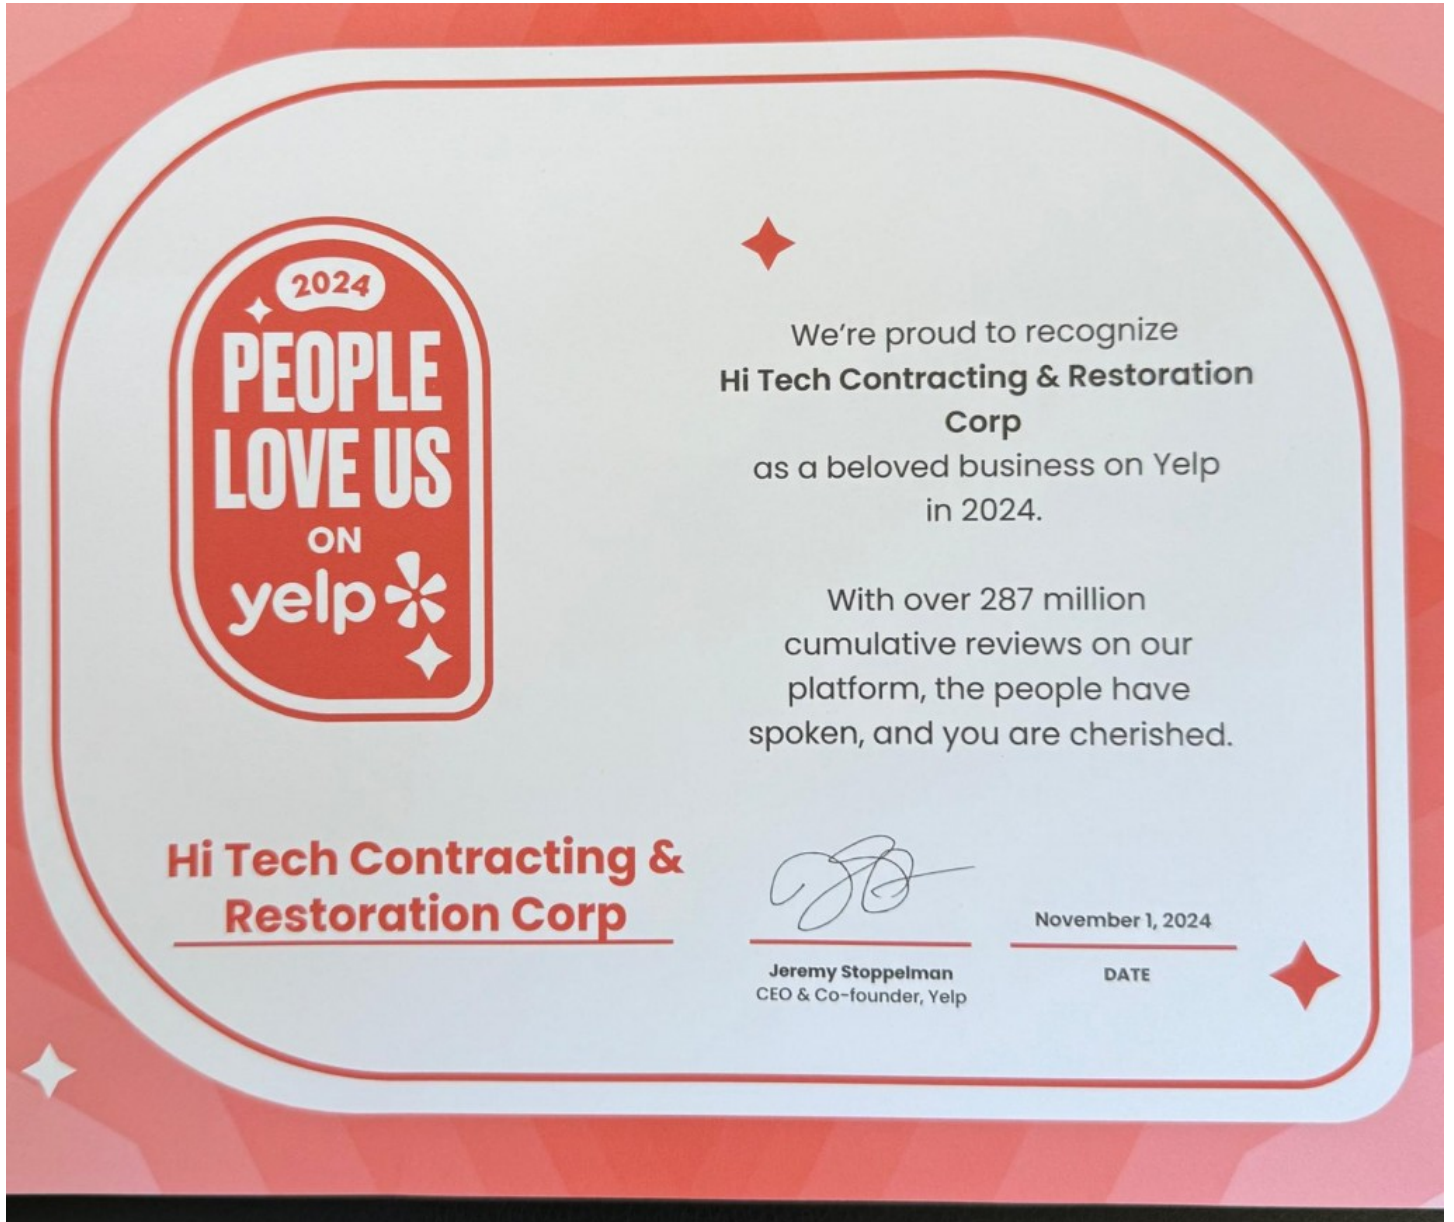 2024
PEOPLE
LOVE US
ON
yelp
We're proud to recognize
Hi Tech Contracting & Restoration
Corp
as a beloved business on Yelp
in 2024.
With over 287 million
cumulative reviews on our
platform, the people have
spoken, and you are cherished.
Hi Tech Contracting &
Restoration Corp
Jeremy Stoppelman
CEO & Co-founder, Yelp
November 1, 2024
DATE